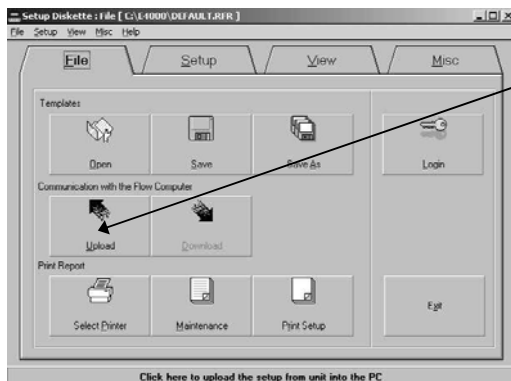 Setup Diskette : File [ C:\E4000\DEFAULT.RFR ]
File Setup View Misc Help
File Setup View Misc
Templates
Open Save Save As Login
Communication with the Flow Computer
Upload Download
Print Report
Select Printer Maintenance Print Setup Exit
Click here to upload the setup from unit into the PC